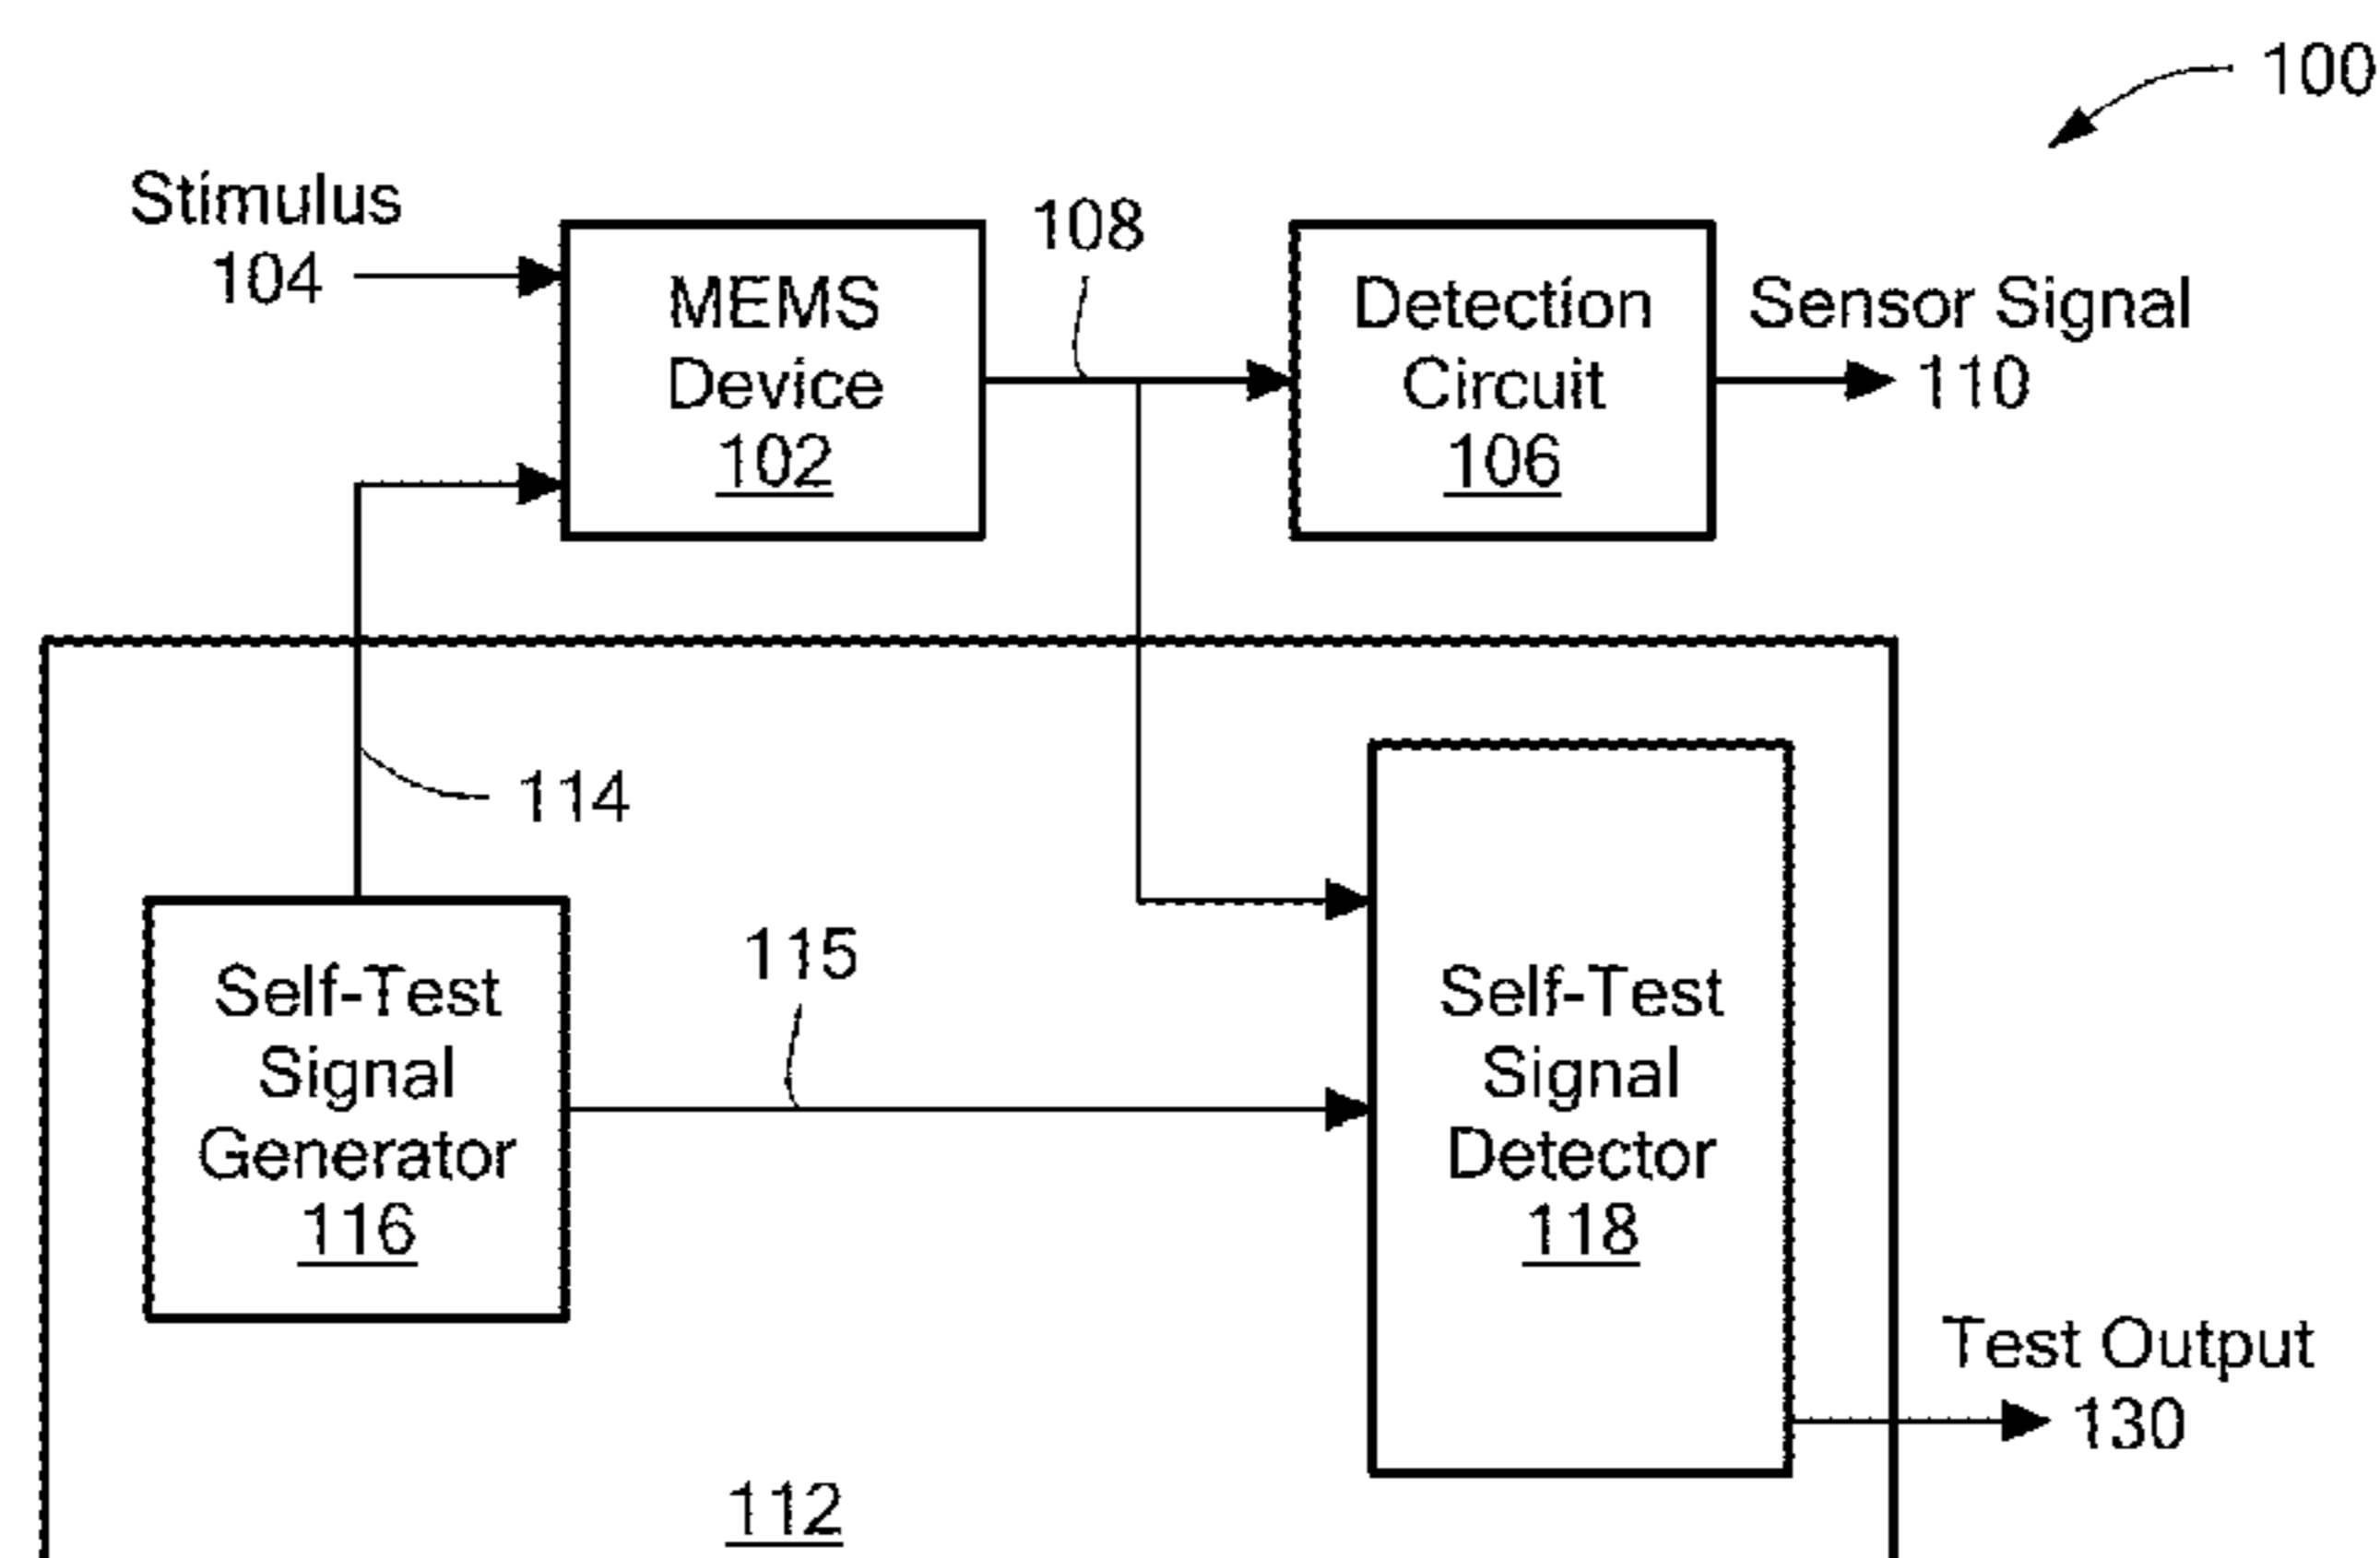 100
Stimulus
104
MEMS
Device
102
108
Detection
Circuit
106
Sensor Signal
110
114
Self-Test
Signal
Generator
116
115
Self-Test
Signal
Detector
118
Test Output
130
112